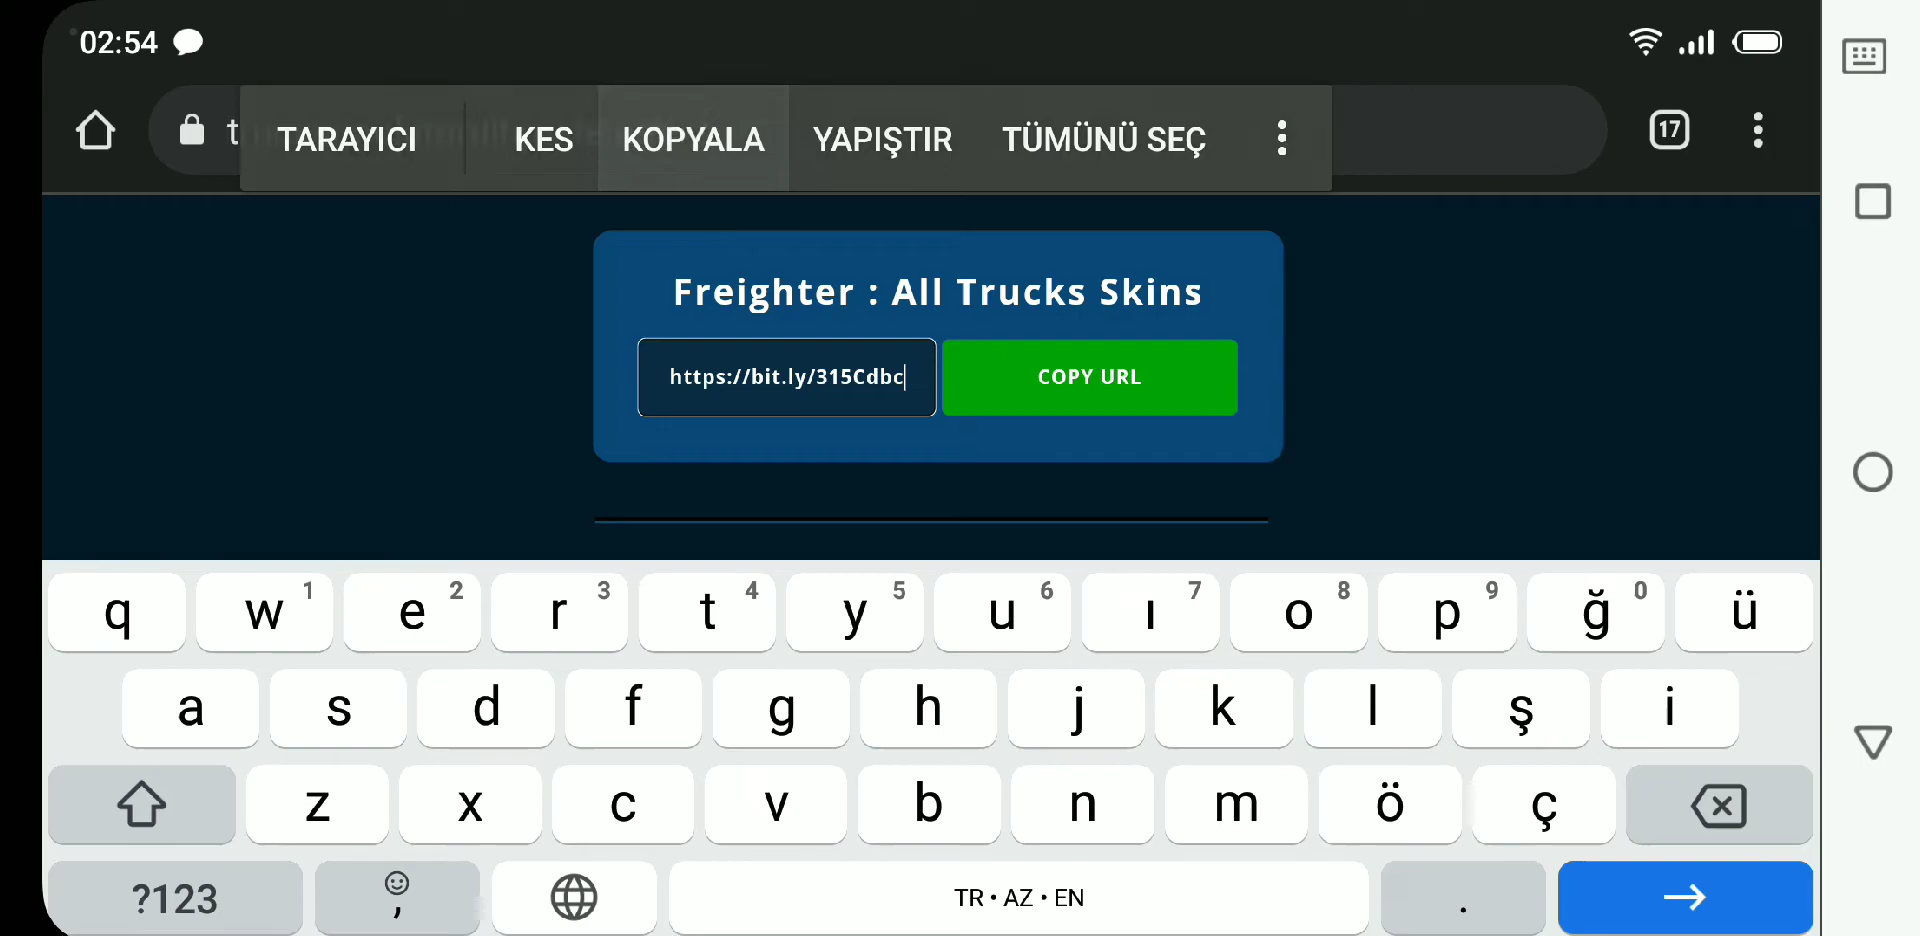 02:54
17
TARAYICI KES KOPYALA YAPIŞTIR TÜMÜNÜ SEÇ
Freighter : All Trucks Skins
https://bit.ly/315Cdbc COPY URL
q w 1 e 2 r 3 t 4 y 5 u 6 ı 7 o 8 p 9 ğ 0 ü
a s d f g h j k l ş i
z x c v b n m ö ç
?123 , TR • AZ • EN .